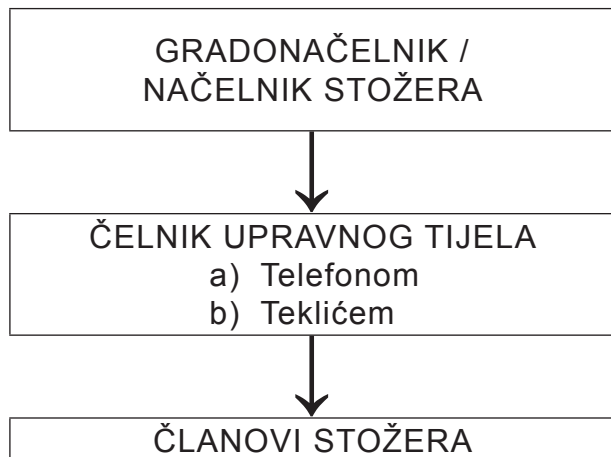 GRADONAČELNIK /
NAČELNIK STOŽERA
ČELNIK UPRAVNOG TIJELA
a) Telefonom
b) Teklićem
ČLANOVI STOŽERA